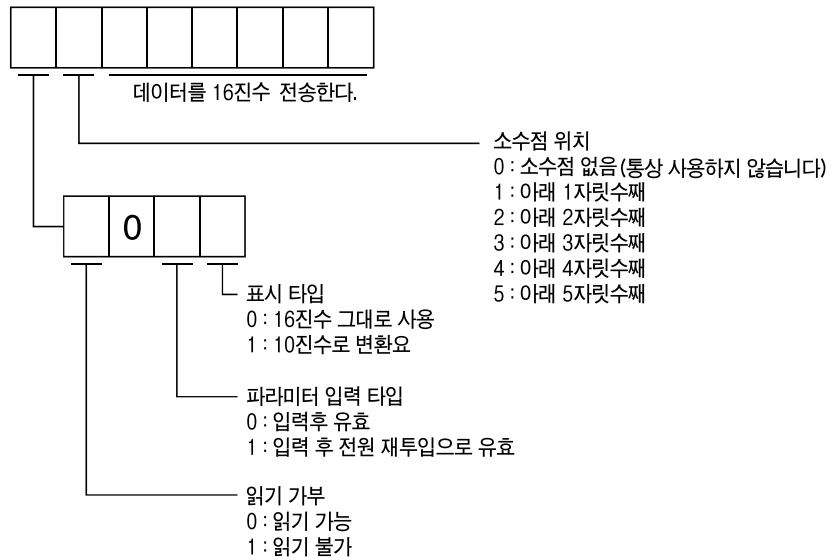 데이터를 16진수 전송한다.
소수점 위치
0 : 소수점 없음 (통상 사용하지 않습니다)
1 : 아래 1자릿수째
2 : 아래 2자릿수째
3 : 아래 3자릿수째
4 : 아래 4자릿수째
5 : 아래 5자릿수째
0
표시 타입
0 : 16진수 그대로 사용
1 : 10진수로 변환요
파라미터 입력 타입
0 : 입력후 유효
1 : 입력 후 전원 재투입으로 유효
읽기 가부
0 : 읽기 가능
1 : 읽기 불가